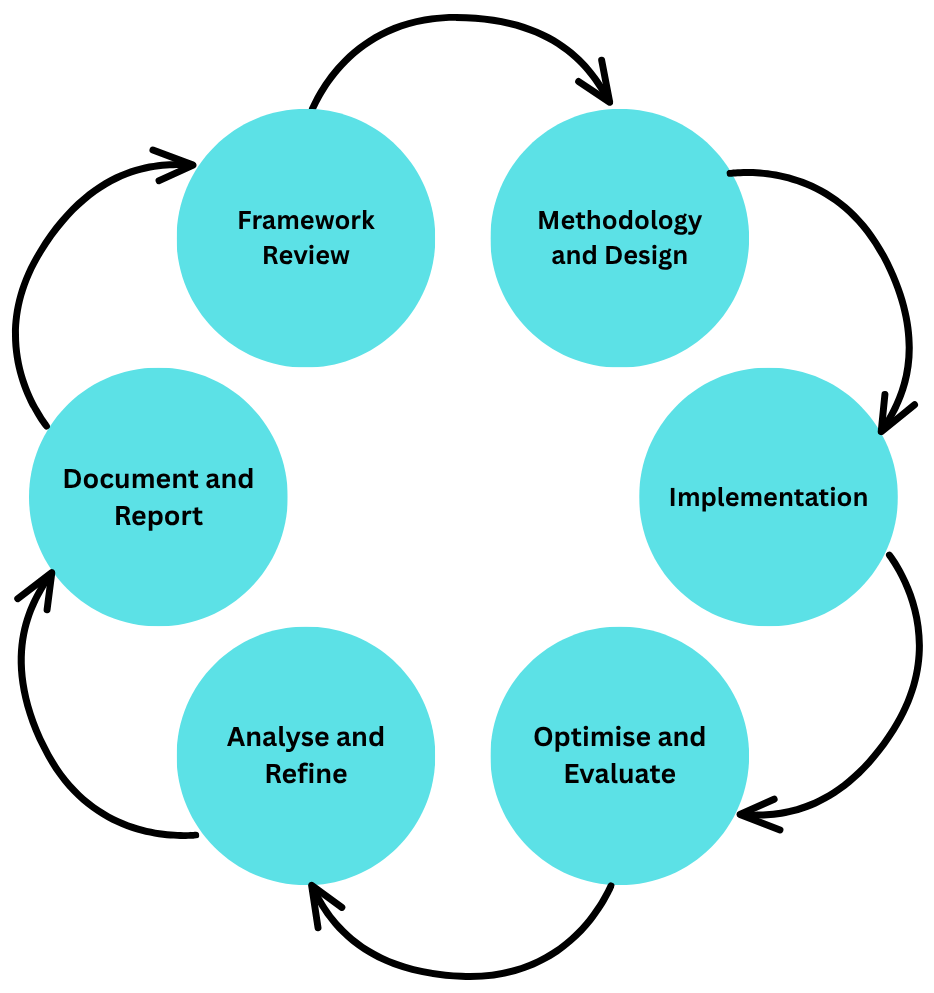 Framework
Review
Methodology
and Design
Implementation
Optimise and
Evaluate
Analyse and
Refine
Document and
Report